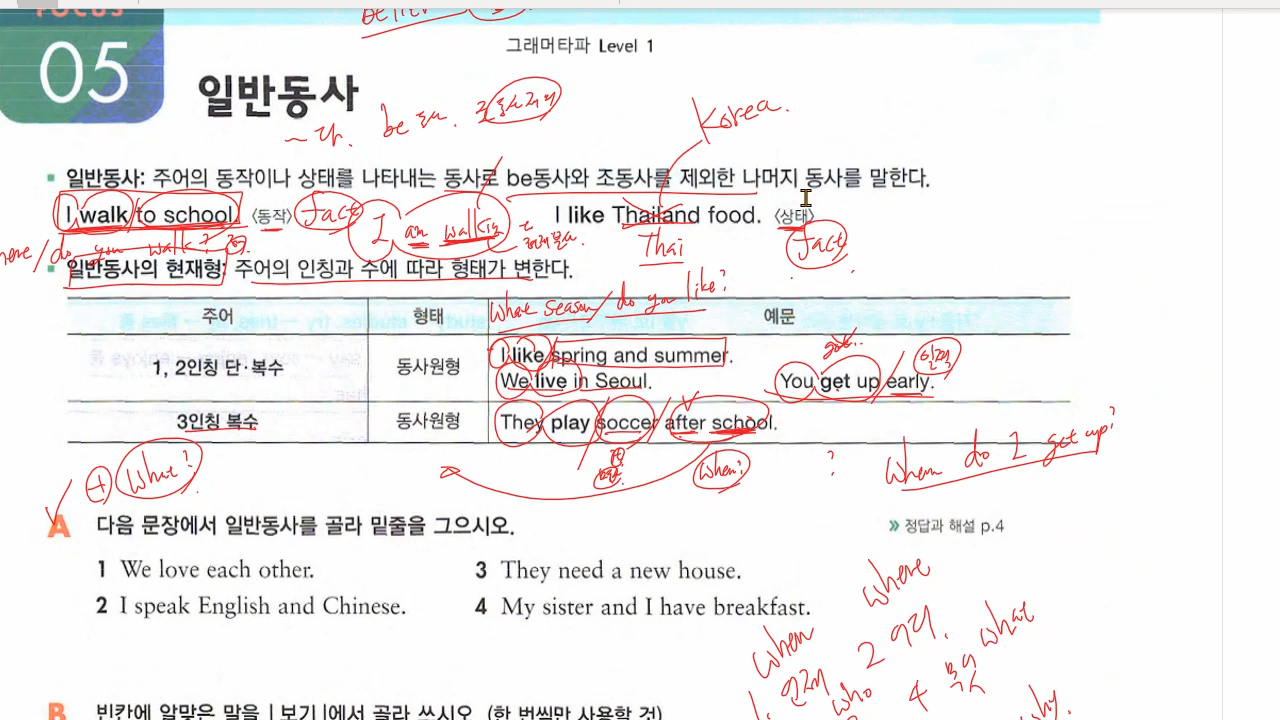 FOCUS
05
그래머타파 Level 1
일반동사
~다.
Korea.
일반동사: 주어의 동작이나 상태를 나타내는 동사로 be동사와 조동사를 제외한 나머지 동사를 말한다.
I walk to school. 〈동작〉 fact I like Thailand food. 〈상태〉
Thai fact
일반동사의 현재형: 주어의 인칭과 수에 따라 형태가 변한다.
What season/do you like?
주어 형태 예문
1, 2인칭 단·복수 동사원형 I like spring and summer.
We live in Seoul. You get up early.
3인칭 복수 동사원형 They play soccer after school.
+ What? When? ? When do I get up?
A 다음 문장에서 일반동사를 골라 밑줄을 그으시오. » 정답과 해설 p.4
1 We love each other. 3 They need a new house.
2 I speak English and Chinese. 4 My sister and I have breakfast.
where
when 2 어디. what
언제 who 4 무엇 why.
B 빈칸에 알맞은 말을 |보기|에서 골라 쓰시오. (한 번씩만 사용할 것)